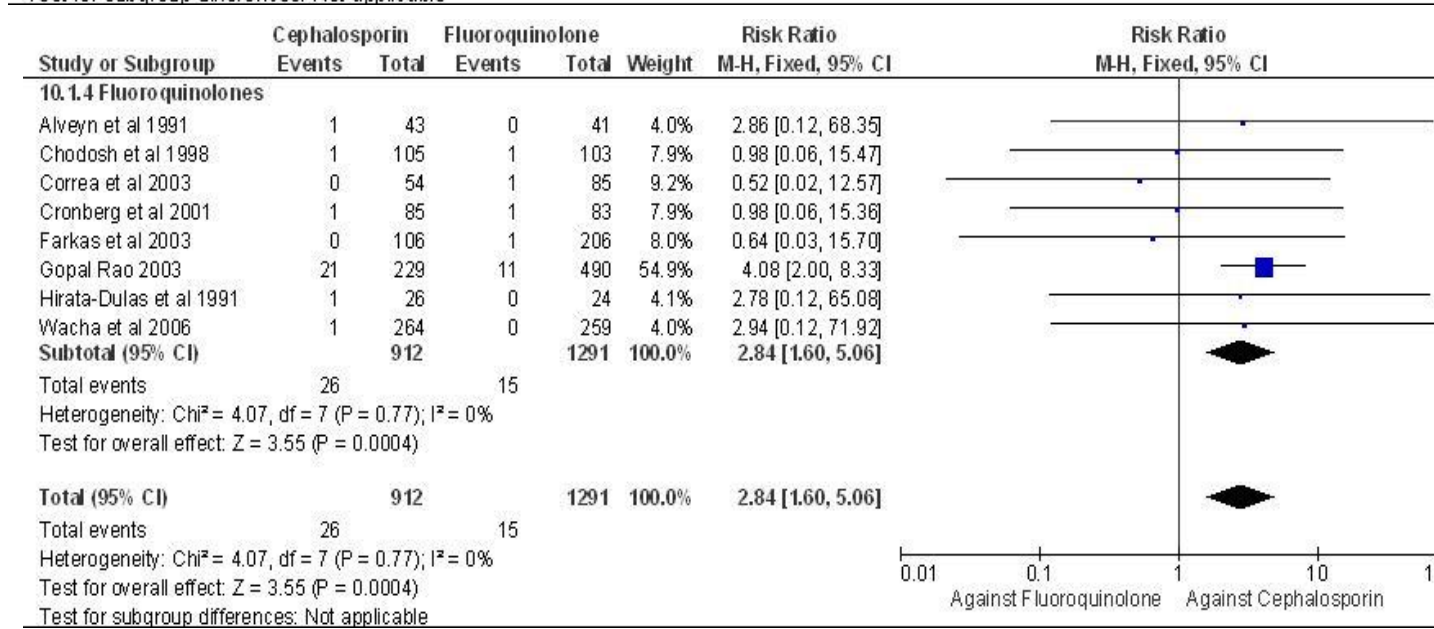 Test for subgroup differences: Not applicable
Cephalosporin Fluoroquinolone Risk Ratio Risk Ratio
Study or Subgroup Events Total Events Total Weight M-H, Fixed, 95% CI M-H, Fixed, 95% CI
10.1.4 Fluoroquinolones
Alveyn et al 1991 1 43 0 41 4.0% 2.86 [0.12, 68.35]
Chodosh et al 1998 1 105 1 103 7.9% 0.98 [0.06, 15.47]
Correa et al 2003 0 54 1 85 9.2% 0.52 [0.02, 12.57]
Cronberg et al 2001 1 85 1 83 7.9% 0.98 [0.06, 15.36]
Farkas et al 2003 0 106 1 206 8.0% 0.64 [0.03, 15.70]
Gopal Rao 2003 21 229 11 490 54.9% 4.08 [2.00, 8.33]
Hirata-Dulas et al 1991 1 26 0 24 4.1% 2.78 [0.12, 65.08]
Wacha et al 2006 1 264 0 259 4.0% 2.94 [0.12, 71.92]
Subtotal (95% CI) 912 1291 100.0% 2.84 [1.60, 5.06]
Total events 26 15
Heterogeneity: Chi² = 4.07, df = 7 (P = 0.77); I² = 0%
Test for overall effect: Z = 3.55 (P = 0.0004)
Total (95% CI) 912 1291 100.0% 2.84 [1.60, 5.06]
Total events 26 15
Heterogeneity: Chi² = 4.07, df = 7 (P = 0.77); I² = 0%
Test for overall effect: Z = 3.55 (P = 0.0004)
Test for subgroup differences: Not applicable
0.01 0.1 1 10
Against Fluoroquinolone Against Cephalosporin